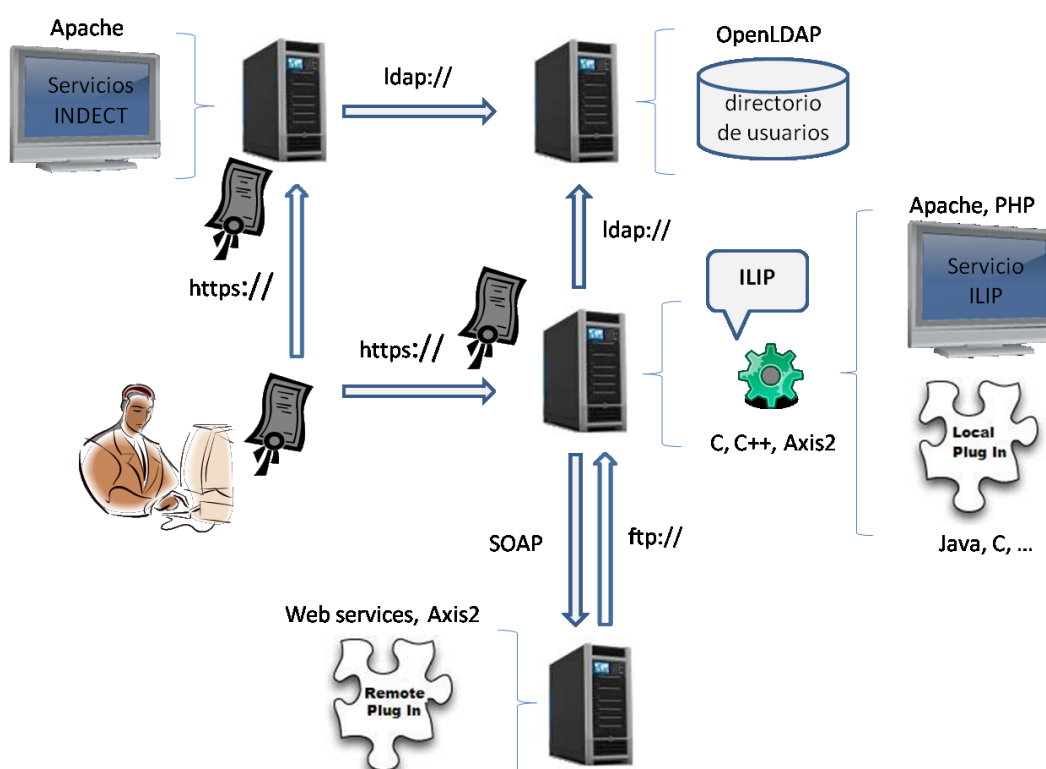 Apache
Servicios
INDECT
ldap://
OpenLDAP
directorio
de usuarios
https://
ldap://
https://
ILIP
Apache, PHP
Servicio
ILIP
C, C++, Axis2
Local
Plug In
Java, C, ...
SOAP
ftp://
Web services, Axis2
Remote
Plug In